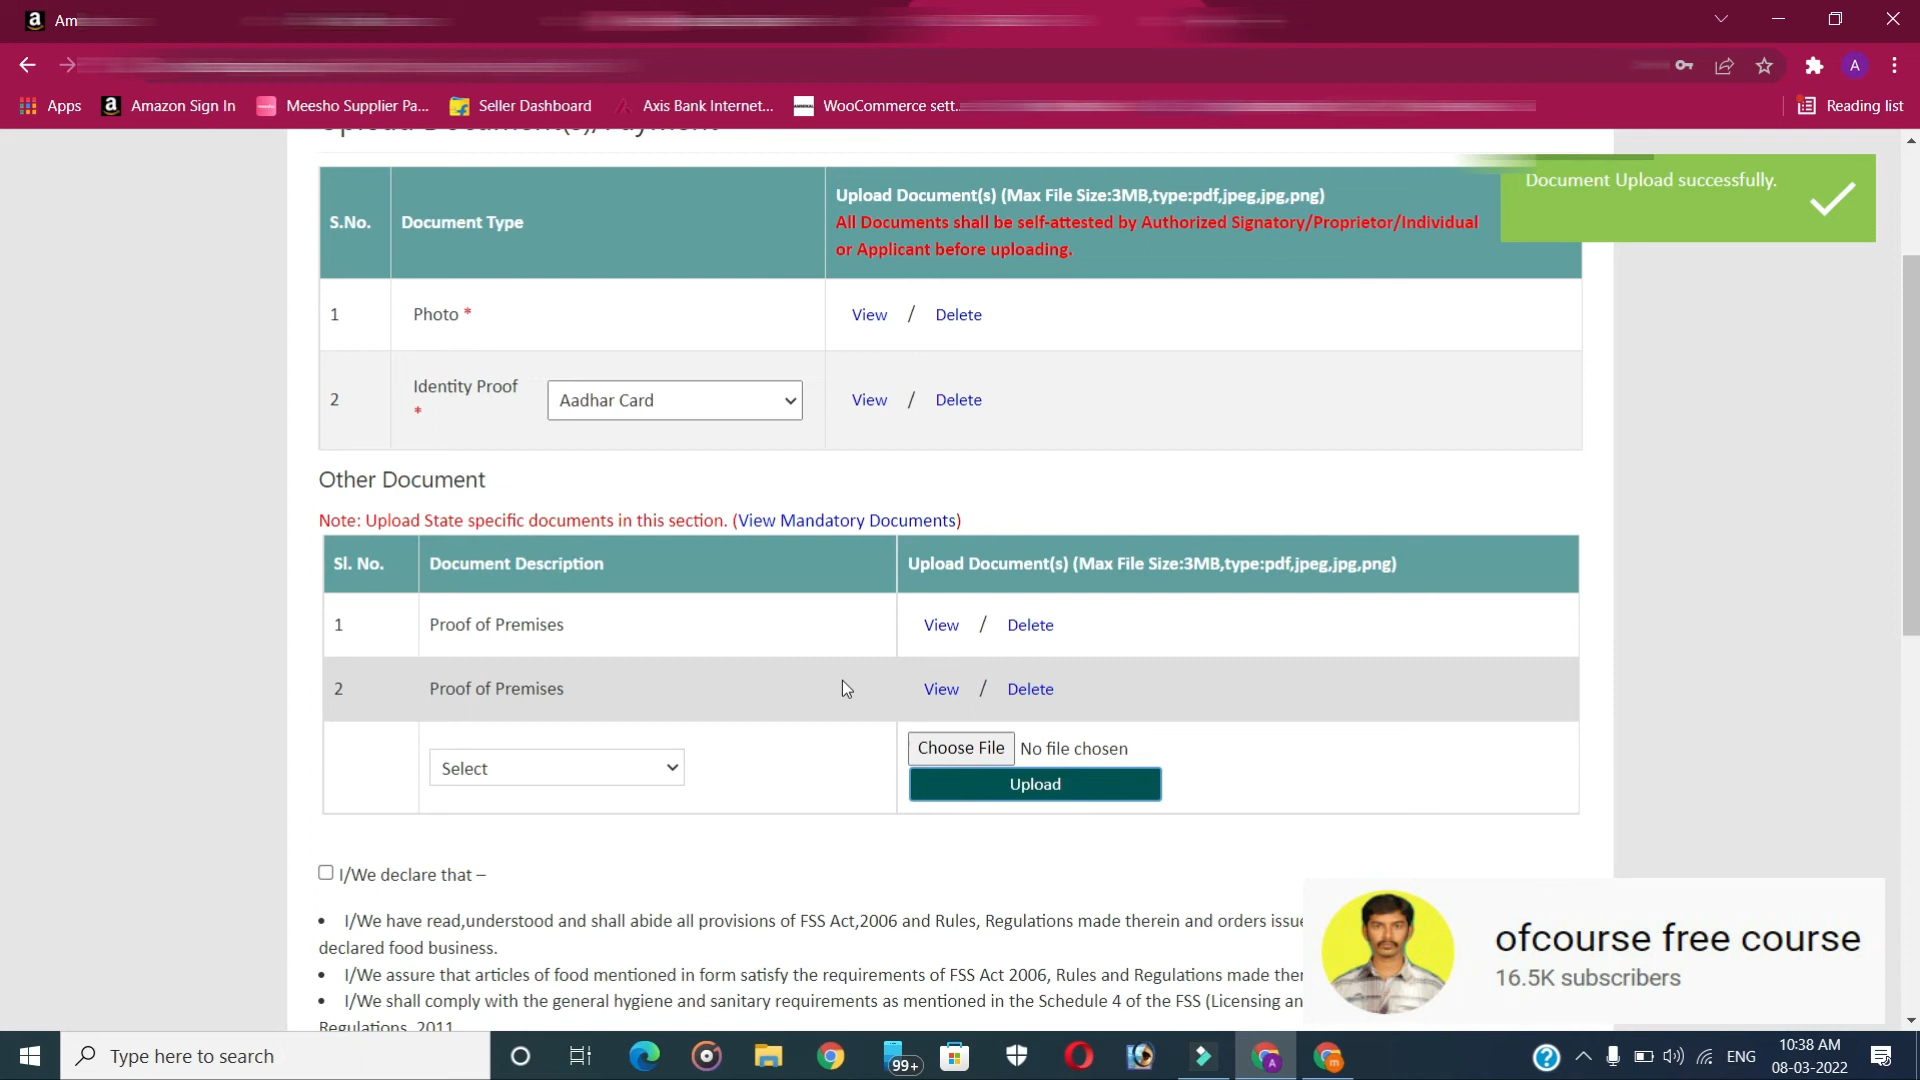 Am
Apps
Amazon Sign In
Meesho Supplier Pa...
Seller Dashboard
Axis Bank Internet...
WooCommerce sett..
Reading list
A
Document Upload successfully.
S.No.
Document Type
Upload Document(s) (Max File Size:3MB,type:pdf,jpeg,jpg,png)
All Documents shall be self-attested by Authorized Signatory/Proprietor/Individual
or Applicant before uploading.
1
Photo *
View / Delete
2
Identity Proof
*
Aadhar Card
View / Delete
Other Document
Note: Upload State specific documents in this section. (View Mandatory Documents)
Sl. No.
Document Description
Upload Document(s) (Max File Size:3MB,type:pdf,jpeg,jpg,png)
1
Proof of Premises
View / Delete
2
Proof of Premises
View / Delete
Select
Choose File No file chosen
Upload
I/We declare that –
• I/We have read,understood and shall abide all provisions of FSS Act,2006 and Rules, Regulations made therein and orders issue
declared food business.
• I/We assure that articles of food mentioned in form satisfy the requirements of FSS Act 2006, Rules and Regulations made ther
• I/We shall comply with the general hygiene and sanitary requirements as mentioned in the Schedule 4 of the FSS (Licensing an
Regulations, 2011
ofcourse free course
16.5K subscribers
Type here to search
99+
ENG
10:38 AM
08-03-2022